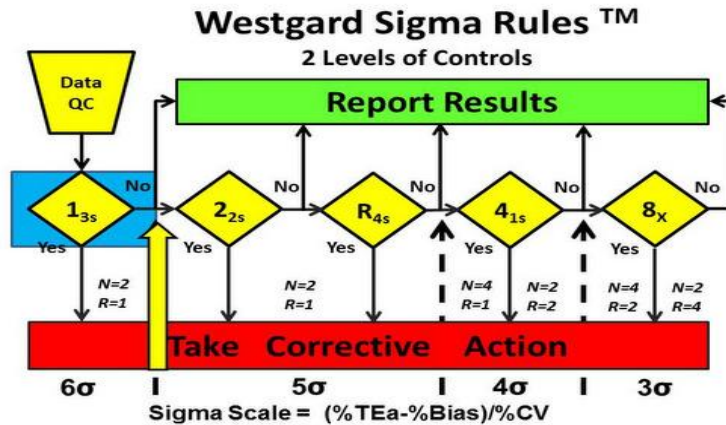 Westgard Sigma Rules TM
2 Levels of Controls
Data
QC
Report Results
No
No
No
No
No
1₃ₛ
2₂ₛ
R₄ₛ
4₁ₛ
8ₓ
Yes
Yes
Yes
Yes
N=2
R=1
N=2
R=1
N=4
R=1
N=2
R=2
N=4
R=2
N=2
R=4
Take Corrective Action
6σ I 5σ I 4σ I 3σ
Sigma Scale = (%TEa-%Bias)/%CV